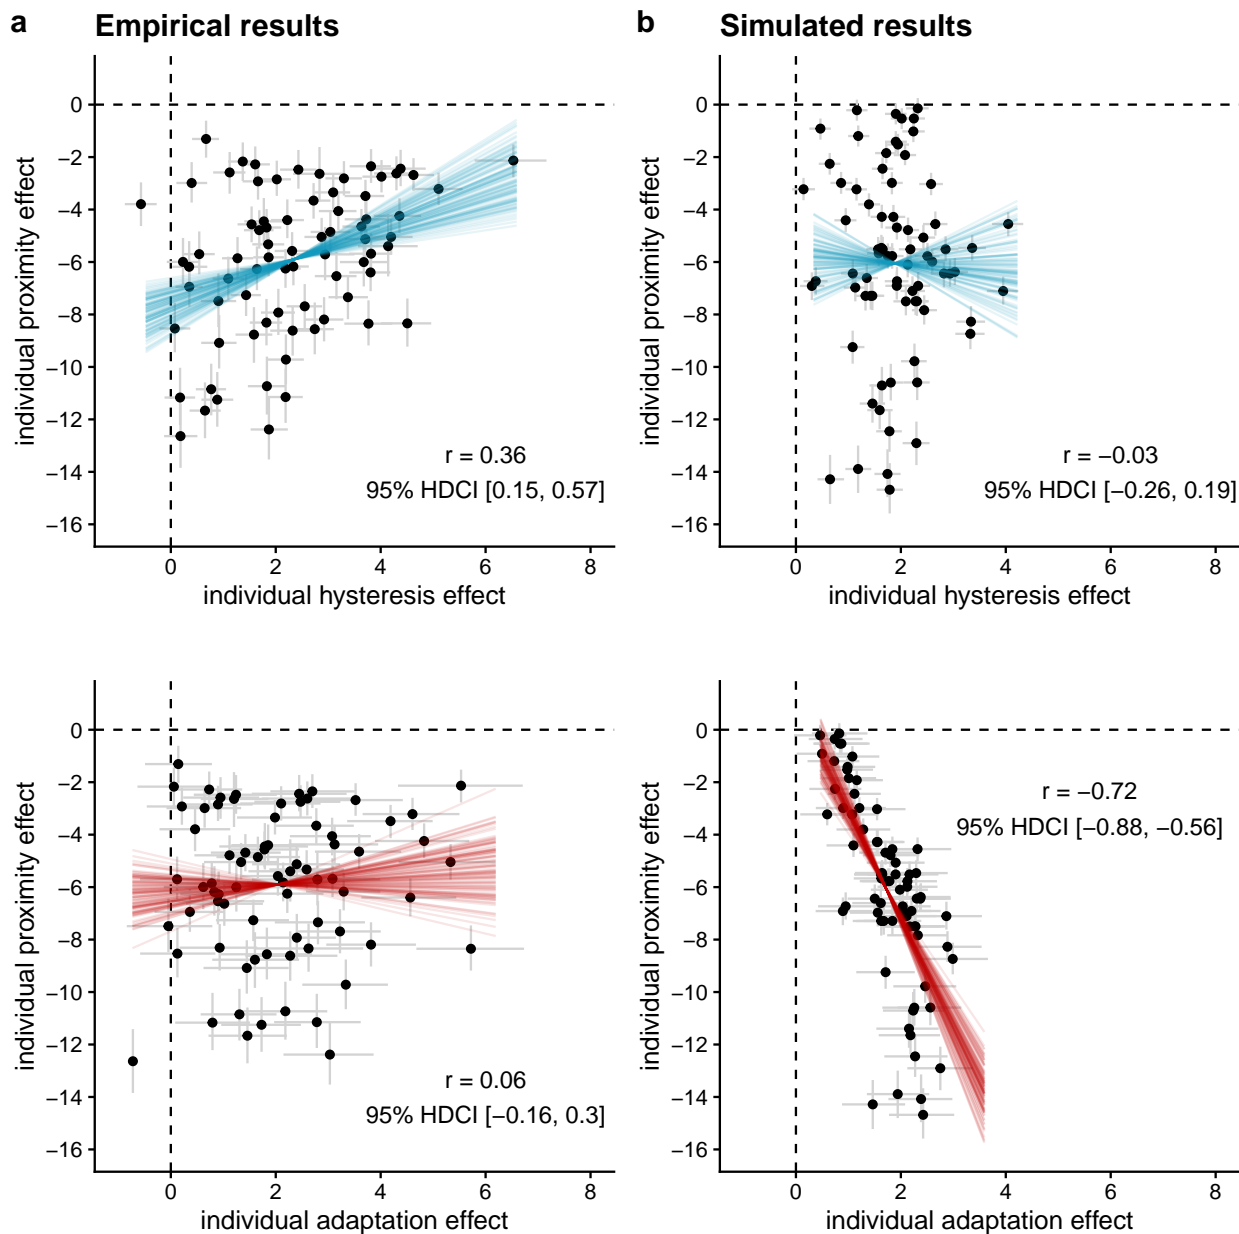 a Empirical results
b Simulated results
0
−2
−4
−6
−8
−10
−12
−14
−16
individual proximity effect
r = 0.36
95% HDCI [0.15, 0.57]
0 2 4 6 8
individual hysteresis effect
0
−2
−4
−6
−8
−10
−12
−14
−16
individual proximity effect
r = −0.03
95% HDCI [−0.26, 0.19]
0 2 4 6 8
individual hysteresis effect
0
−2
−4
−6
−8
−10
−12
−14
−16
individual proximity effect
r = 0.06
95% HDCI [−0.16, 0.3]
0 2 4 6 8
individual adaptation effect
0
−2
−4
−6
−8
−10
−12
−14
−16
individual proximity effect
r = −0.72
95% HDCI [−0.88, −0.56]
0 2 4 6 8
individual adaptation effect